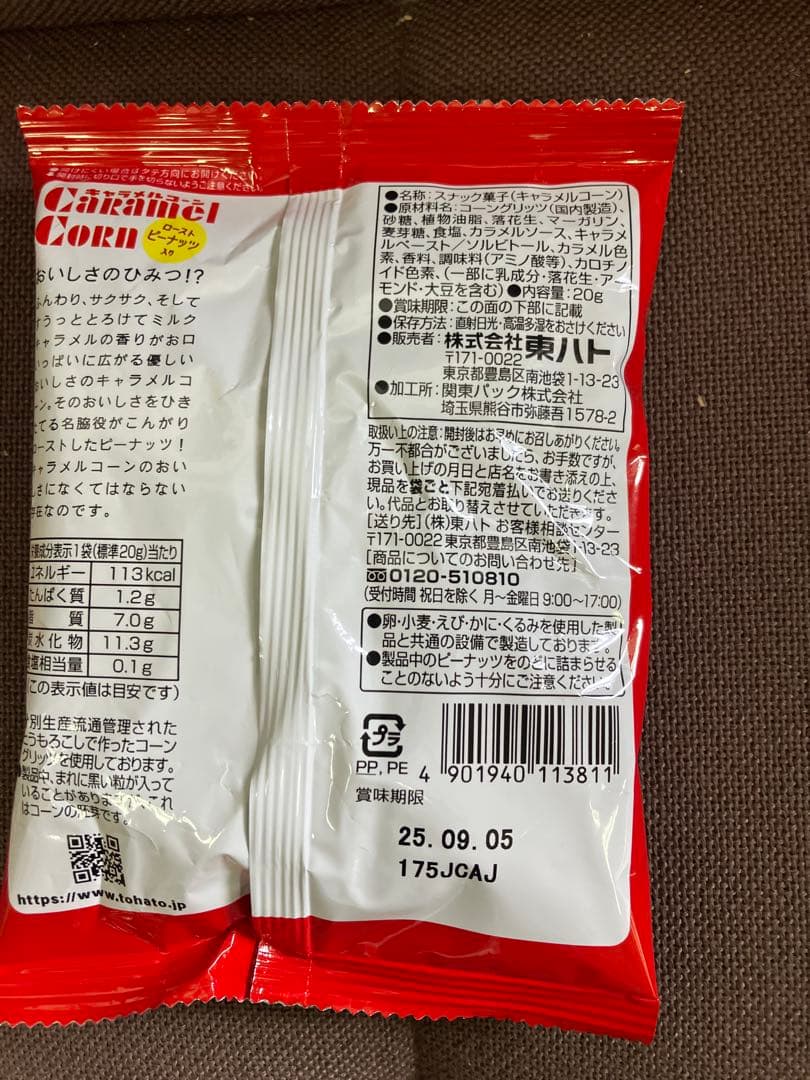 開封時に切り口で手を切らないようご注意ください。
キャラメルコーン
Caramel
Corn
ロースト
ピーナッツ
入り
おいしさのひみつ!?
ふんわり、サクサク、そして
すうっととろけてミルク
キャラメルの香りがお口
いっぱいに広がる優しい
おいしさのキャラメルコ
ーン。そのおいしさをひき
たてる名脇役がこんがり
ローストしたピーナッツ!
キャラメルコーンのおい
しさになくてはならない
存在なのです。
栄養成分表示1袋(標準20g)当たり
エネルギー 113kcal
たんぱく質 1.2g
脂質 7.0g
炭水化物 11.3g
食塩相当量 0.1g
(この表示値は目安です)
分別生産流通管理された
とうもろこしで作ったコーン
グリッツを使用しております。
●製品中、まれに黒い粒が入って
いることがありますが、これ
はコーンの胚芽です。
https://www.tohato.jp
●名称:スナック菓子(キャラメルコーン)
●原材料名:コーングリッツ(国内製造)、
砂糖、植物油脂、落花生、マーガリン、
麦芽糖、食塩、カラメルソース、キャラメ
ルペースト/ソルビトール、カラメル色
素、香料、調味料(アミノ酸等)、カロチノ
イド色素、(一部に乳成分・落花生・アー
モンド・大豆を含む) ●内容量:20g
●賞味期限:この面の下部に記載
●保存方法:直射日光・高温多湿をおさけください
●販売者:株式会社東ハト
〒171-0022
東京都豊島区南池袋1-13-23
●加工所:関東パック株式会社
埼玉県熊谷市弥藤吾1578-2
取扱い上の注意:開封後はお早めにお召しあがりください。
万一不都合がございましたら、お手数ですが、
お買い上げの月日と店名をお書き添えの上、
現品を袋ごと下記宛着払いでお送りくださ
い。代品とお取り替えさせていただきます。
[送り先](株)東ハト お客様相談センター
〒171-0022 東京都豊島区南池袋1-13-23
[商品についてのお問い合わせ先]
0120-510810
(受付時間 祝日を除く 月〜金曜日 9:00〜17:00)
●卵・小麦・えび・かに・くるみを使用した製
品と共通の設備で製造しております。
●製品中のピーナッツをのどに詰まらせる
ことのないよう十分にご注意ください。
プラ
PP, PE
4 901940 113811
賞味期限
25.09.05
175JCAJ